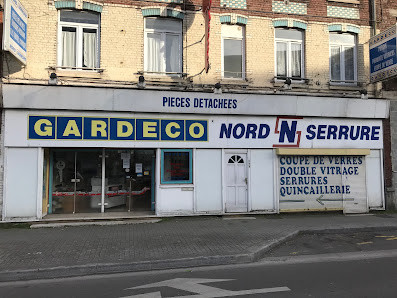 PIECES DETACHEES
GARDECO NORD N SERRURE
COUPE DE VERRES
DOUBLE VITRAGE
SERRURES
QUINCAILLERIE